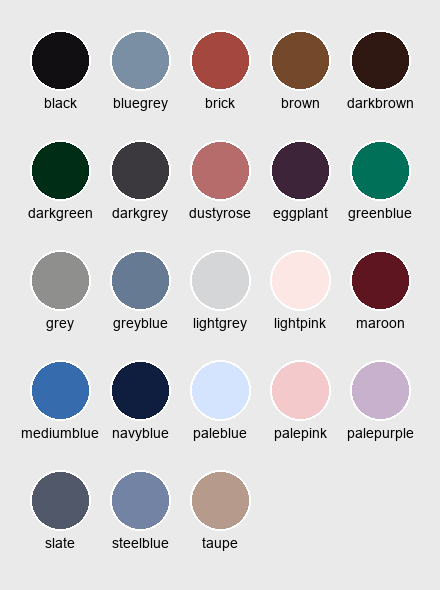 black bluegrey brick brown darkbrown
darkgreen darkgrey dustyrose eggplant greenblue
grey greyblue lightgrey lightpink maroon
mediumblue navyblue paleblue palepink palepurple
slate steelblue taupe